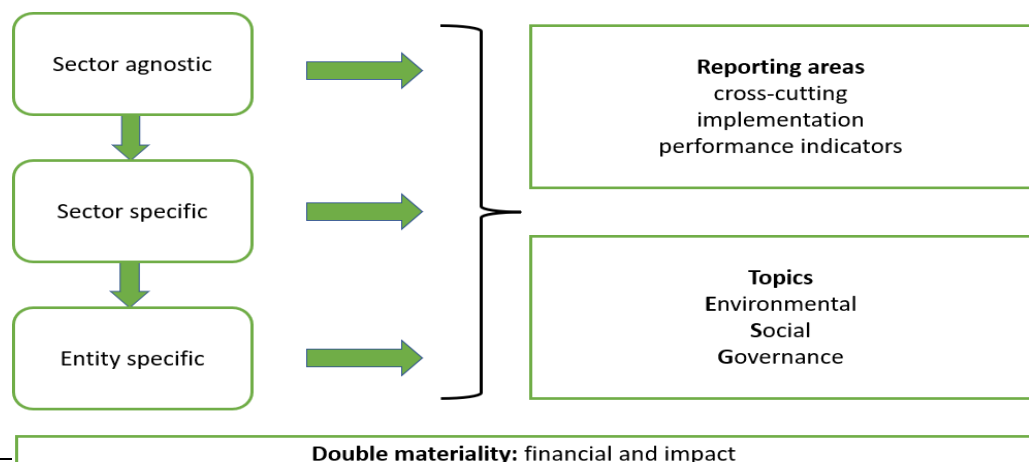 Sector agnostic
Sector specific
Entity specific
Reporting areas
cross-cutting
implementation
performance indicators
Topics
Environmental
Social
Governance
Double materiality: financial and impact